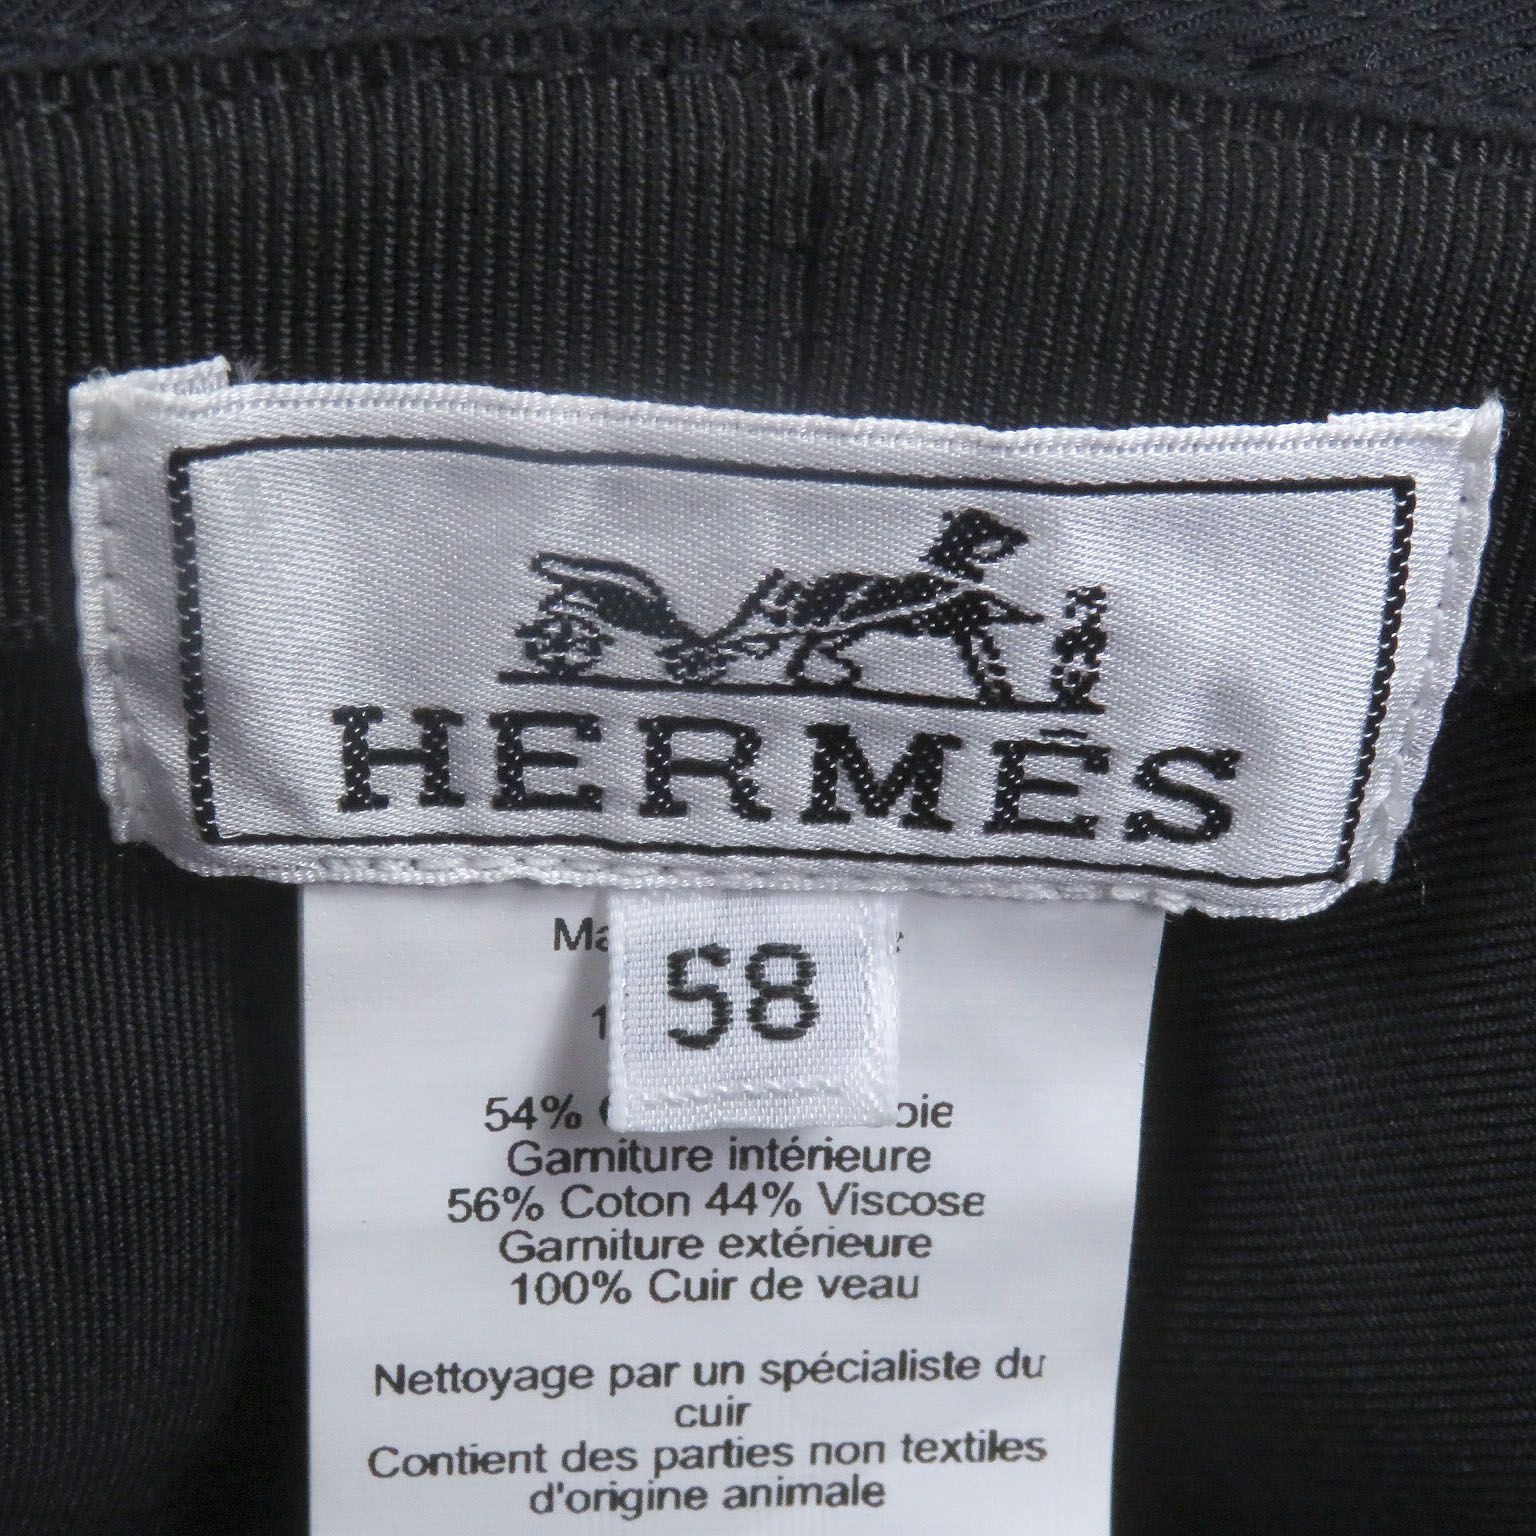 HERMÈS
58
54%
Garniture intérieure
56% Coton 44% Viscose
Garniture extérieure
100% Cuir de veau
Nettoyage par un spécialiste du
cuir
Contient des parties non textiles
d'origine animale